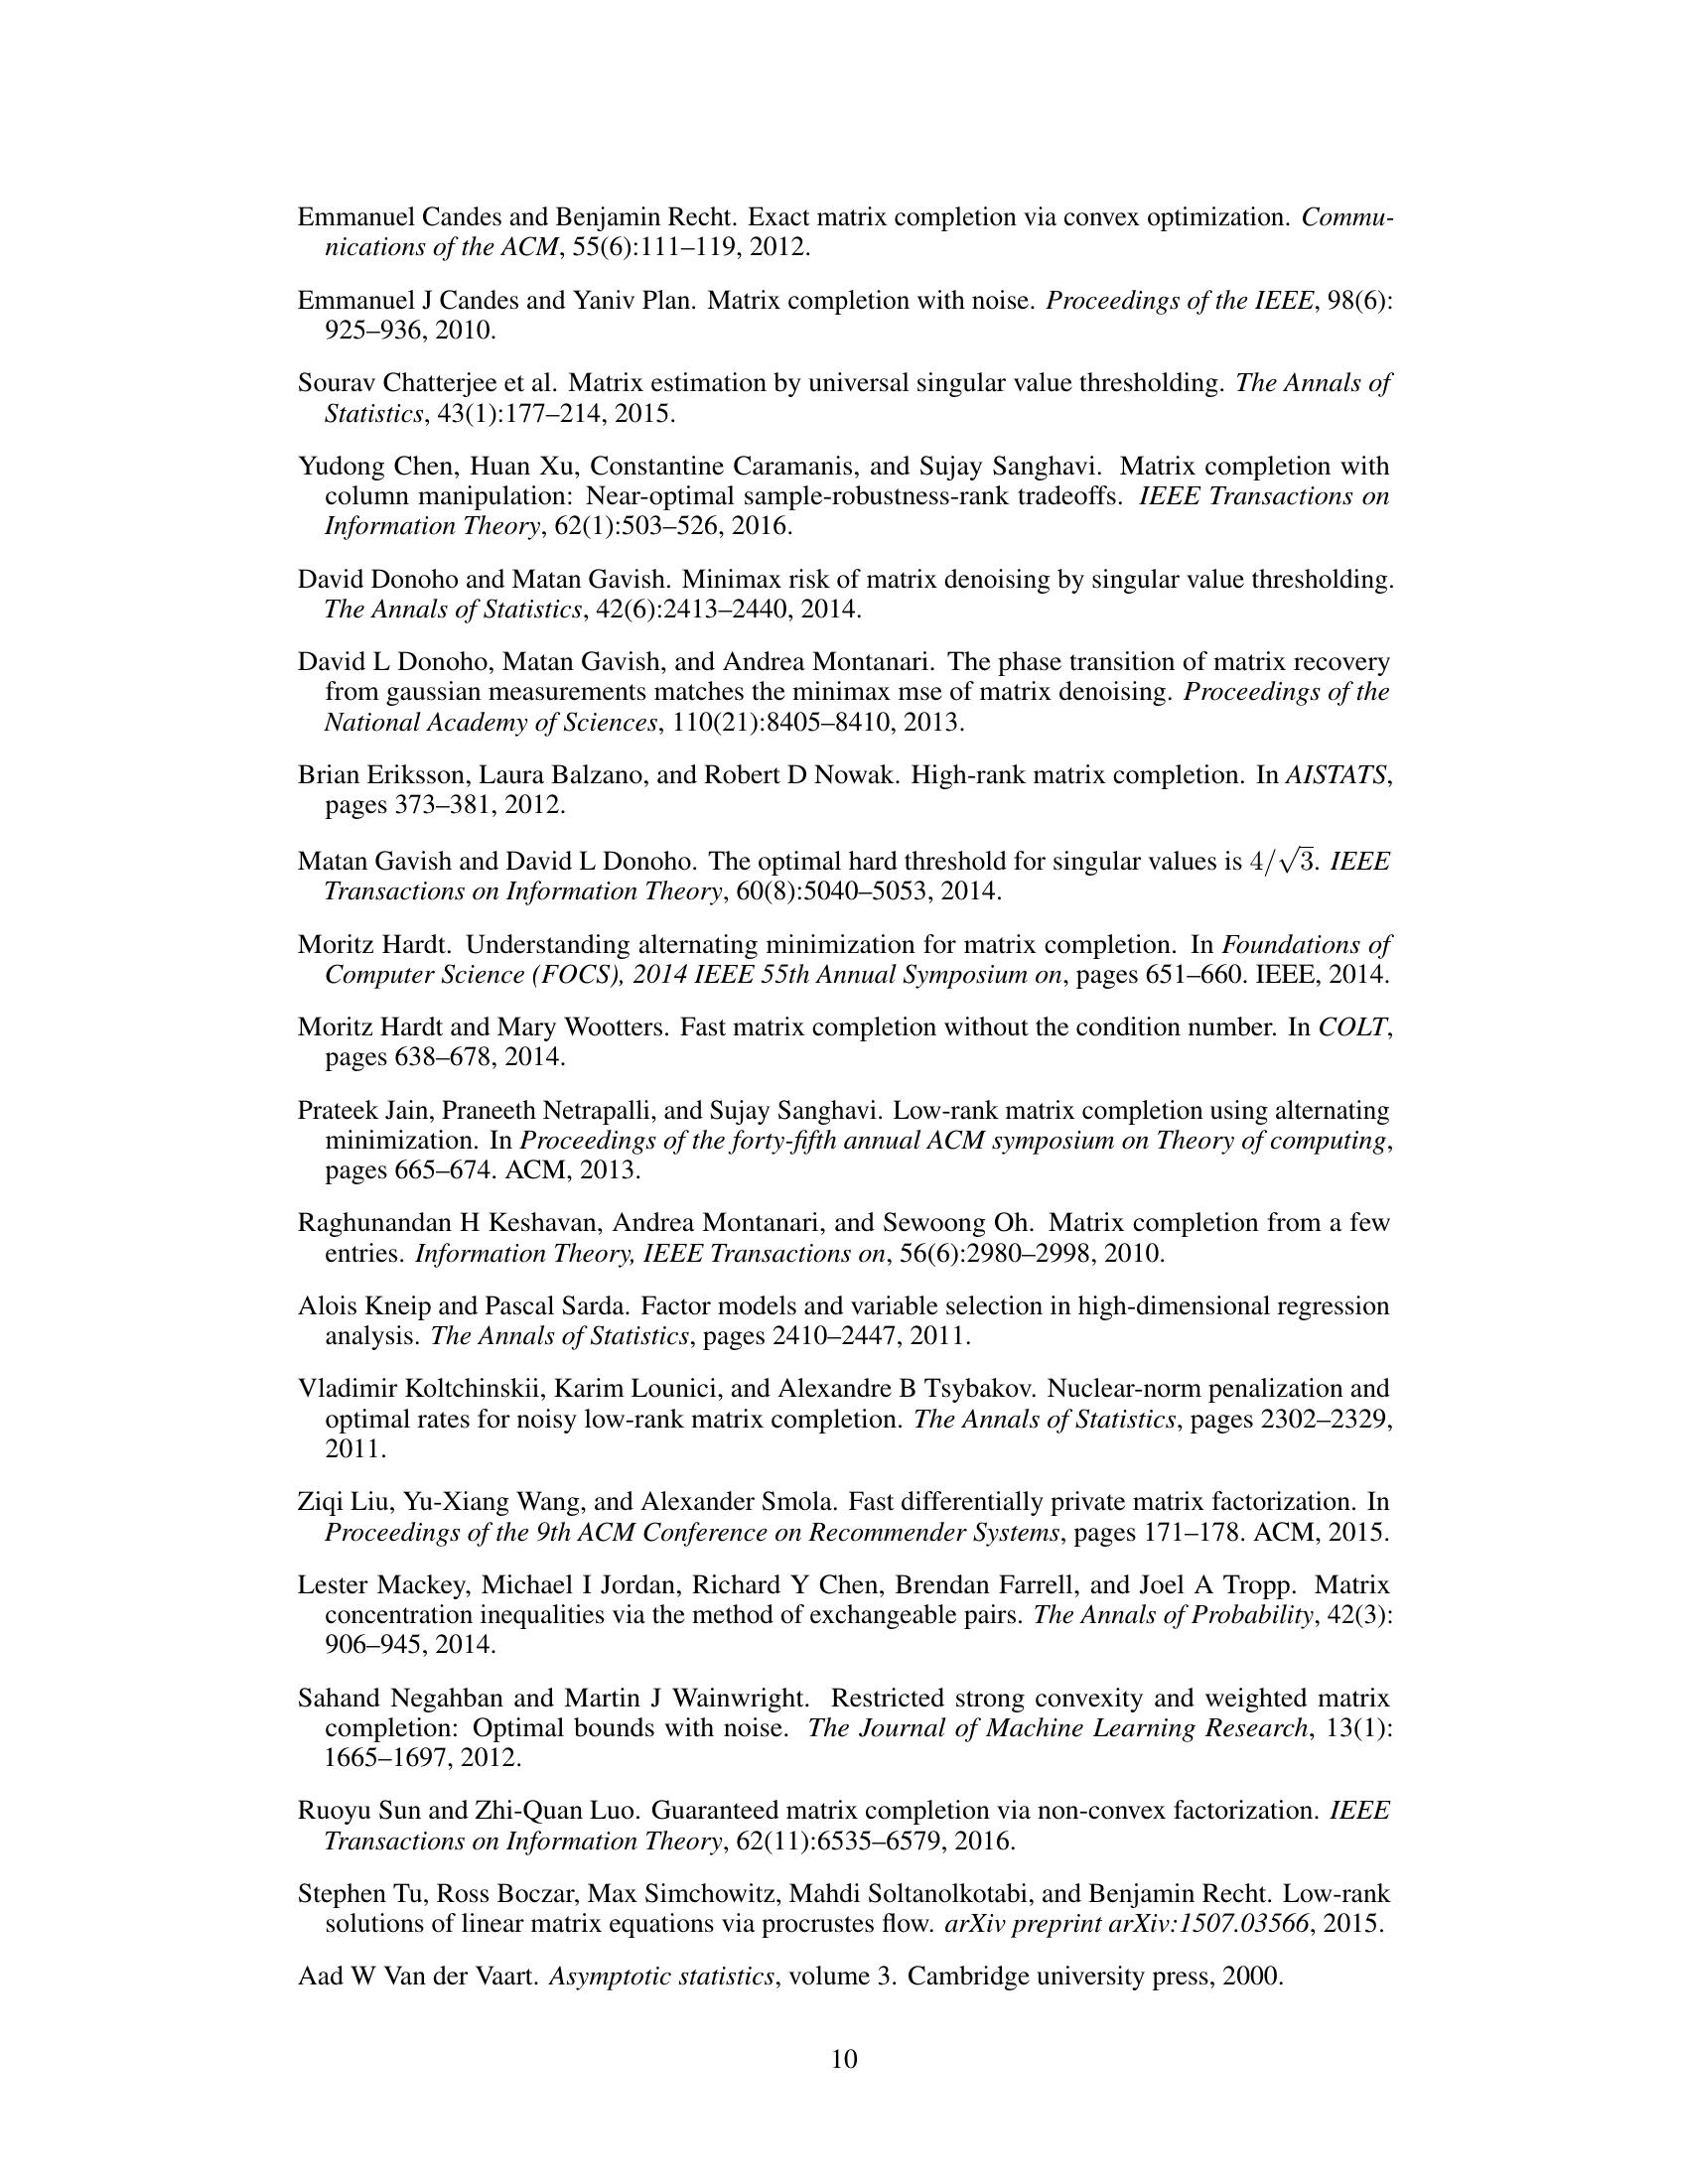 Emmanuel Candes and Benjamin Recht. Exact matrix completion via convex optimization. Commu-
nications of the ACM, 55(6):111–119, 2012.
Emmanuel J Candes and Yaniv Plan. Matrix completion with noise. Proceedings of the IEEE, 98(6):
925–936, 2010.
Sourav Chatterjee et al. Matrix estimation by universal singular value thresholding. The Annals of
Statistics, 43(1):177–214, 2015.
Yudong Chen, Huan Xu, Constantine Caramanis, and Sujay Sanghavi. Matrix completion with
column manipulation: Near-optimal sample-robustness-rank tradeoffs. IEEE Transactions on
Information Theory, 62(1):503–526, 2016.
David Donoho and Matan Gavish. Minimax risk of matrix denoising by singular value thresholding.
The Annals of Statistics, 42(6):2413–2440, 2014.
David L Donoho, Matan Gavish, and Andrea Montanari. The phase transition of matrix recovery
from gaussian measurements matches the minimax mse of matrix denoising. Proceedings of the
National Academy of Sciences, 110(21):8405–8410, 2013.
Brian Eriksson, Laura Balzano, and Robert D Nowak. High-rank matrix completion. In AISTATS,
pages 373–381, 2012.
Matan Gavish and David L Donoho. The optimal hard threshold for singular values is 4/√3. IEEE
Transactions on Information Theory, 60(8):5040–5053, 2014.
Moritz Hardt. Understanding alternating minimization for matrix completion. In Foundations of
Computer Science (FOCS), 2014 IEEE 55th Annual Symposium on, pages 651–660. IEEE, 2014.
Moritz Hardt and Mary Wootters. Fast matrix completion without the condition number. In COLT,
pages 638–678, 2014.
Prateek Jain, Praneeth Netrapalli, and Sujay Sanghavi. Low-rank matrix completion using alternating
minimization. In Proceedings of the forty-fifth annual ACM symposium on Theory of computing,
pages 665–674. ACM, 2013.
Raghunandan H Keshavan, Andrea Montanari, and Sewoong Oh. Matrix completion from a few
entries. Information Theory, IEEE Transactions on, 56(6):2980–2998, 2010.
Alois Kneip and Pascal Sarda. Factor models and variable selection in high-dimensional regression
analysis. The Annals of Statistics, pages 2410–2447, 2011.
Vladimir Koltchinskii, Karim Lounici, and Alexandre B Tsybakov. Nuclear-norm penalization and
optimal rates for noisy low-rank matrix completion. The Annals of Statistics, pages 2302–2329,
2011.
Ziqi Liu, Yu-Xiang Wang, and Alexander Smola. Fast differentially private matrix factorization. In
Proceedings of the 9th ACM Conference on Recommender Systems, pages 171–178. ACM, 2015.
Lester Mackey, Michael I Jordan, Richard Y Chen, Brendan Farrell, and Joel A Tropp. Matrix
concentration inequalities via the method of exchangeable pairs. The Annals of Probability, 42(3):
906–945, 2014.
Sahand Negahban and Martin J Wainwright. Restricted strong convexity and weighted matrix
completion: Optimal bounds with noise. The Journal of Machine Learning Research, 13(1):
1665–1697, 2012.
Ruoyu Sun and Zhi-Quan Luo. Guaranteed matrix completion via non-convex factorization. IEEE
Transactions on Information Theory, 62(11):6535–6579, 2016.
Stephen Tu, Ross Boczar, Max Simchowitz, Mahdi Soltanolkotabi, and Benjamin Recht. Low-rank
solutions of linear matrix equations via procrustes flow. arXiv preprint arXiv:1507.03566, 2015.
Aad W Van der Vaart. Asymptotic statistics, volume 3. Cambridge university press, 2000.
10